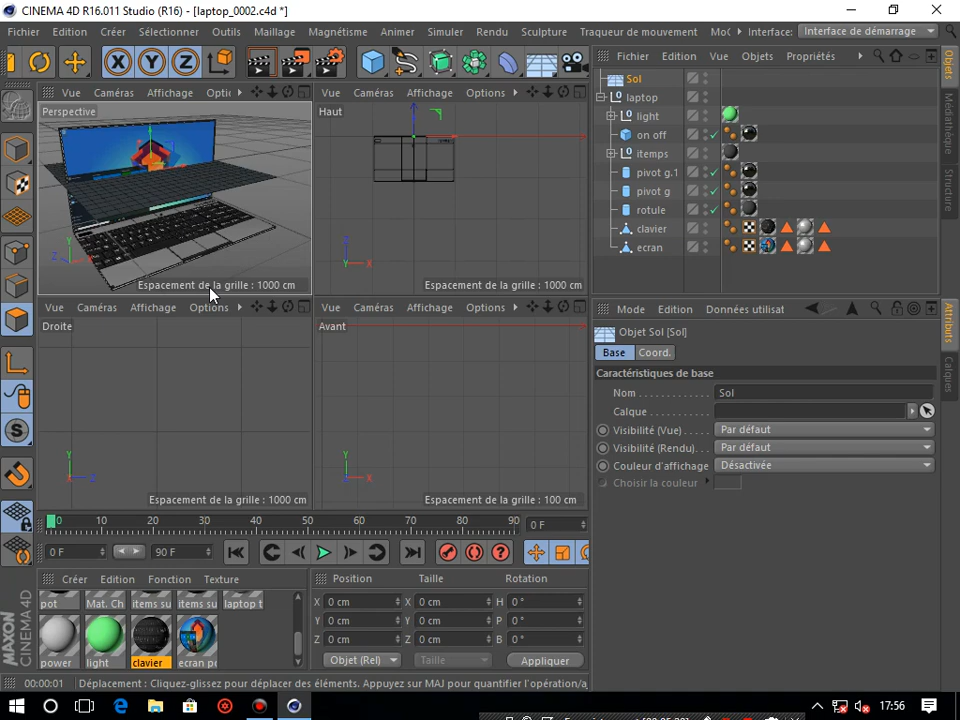 CINEMA 4D R16.011 Studio (R16) - [laptop_0002.c4d *]
Fichier Edition Créer Sélectionner Outils Maillage Magnétisme Animer Simuler Rendu Sculpture Traqueur de mouvement Interface: Interface de démarrage
Vue Caméras Affichage
Vue Caméras Affichage Options
Fichier Edition Vue Objets Propriétés
Perspective
Haut
Espacement de la grille : 1000 cm
Espacement de la grille : 1000 cm
Sol
laptop
light
on off
itemps
pivot g.1
pivot g
rotule
clavier
ecran
Objets
Médiathèque
Structure
Vue Caméras Affichage Options
Vue Caméras Affichage Options
Droite
Avant
Espacement de la grille : 1000 cm
Espacement de la grille : 100 cm
Mode Edition Données utilisat
Objet Sol [Sol]
Base Coord.
Caractéristiques de base
Nom Sol
Calque
Visibilité (Vue) Par défaut
Visibilité (Rendu) Par défaut
Couleur d'affichage Désactivée
Choisir la couleur
Attributs
Calques
0 10 20 30 40 50 60 70 80 90 0 F
0 F 90 F
Créer Edition Fonction Texture
pot Mat. Ch items su items su laptop t
power light clavier ecran po
Position Taille Rotation
X 0 cm X 0 cm H 0 °
Y 0 cm Y 0 cm P 0 °
Z 0 cm Z 0 cm B 0 °
Objet (Rel) Taille Appliquer
MAXON
CINEMA 4D
00:00:01 Déplacement : Cliquez-glissez pour déplacer des éléments. Appuyez sur MAJ pour quantifier l'opération/a
17:56